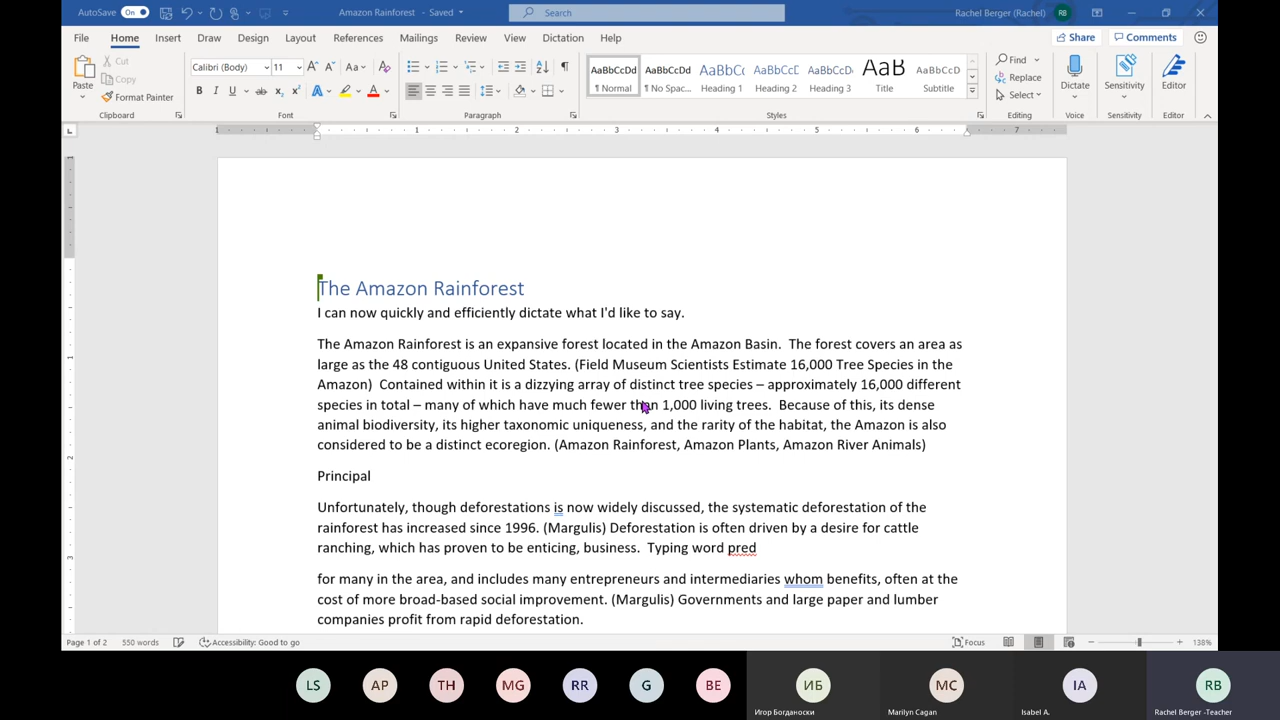 AutoSave On Amazon Rainforest - Saved Search Rachel Berger (Rachel) RB
File Home Insert Draw Design Layout References Mailings Review View Dictation Help Share Comments
Paste Cut Copy Format Painter
Calibri (Body) 11
AaBbCcDd AaBbCcDd AaBbC( AaBbCcC AaBbCcD AaB AaBbCcD
¶ Normal ¶ No Spac... Heading 1 Heading 2 Heading 3 Title Subtitle
Find Replace Select Dictate Sensitivity Editor
Clipboard Font Paragraph Styles Editing Voice Sensitivity Editor
1 1 2 3 4 5 6 7
The Amazon Rainforest
I can now quickly and efficiently dictate what I'd like to say.
The Amazon Rainforest is an expansive forest located in the Amazon Basin. The forest covers an area as
large as the 48 contiguous United States. (Field Museum Scientists Estimate 16,000 Tree Species in the
Amazon) Contained within it is a dizzying array of distinct tree species – approximately 16,000 different
species in total – many of which have much fewer than 1,000 living trees. Because of this, its dense
animal biodiversity, its higher taxonomic uniqueness, and the rarity of the habitat, the Amazon is also
considered to be a distinct ecoregion. (Amazon Rainforest, Amazon Plants, Amazon River Animals)
Principal
Unfortunately, though deforestations is now widely discussed, the systematic deforestation of the
rainforest has increased since 1996. (Margulis) Deforestation is often driven by a desire for cattle
ranching, which has proven to be enticing, business. Typing word pred
for many in the area, and includes many entrepreneurs and intermediaries whom benefits, often at the
cost of more broad-based social improvement. (Margulis) Governments and large paper and lumber
companies profit from rapid deforestation.
Page 1 of 2 550 words Accessibility: Good to go Focus 138%
LS AP TH MG RR G BE ИБ MC IA RB
Игор Богданоски Marilyn Cagan Isabel A. Rachel Berger -Teacher